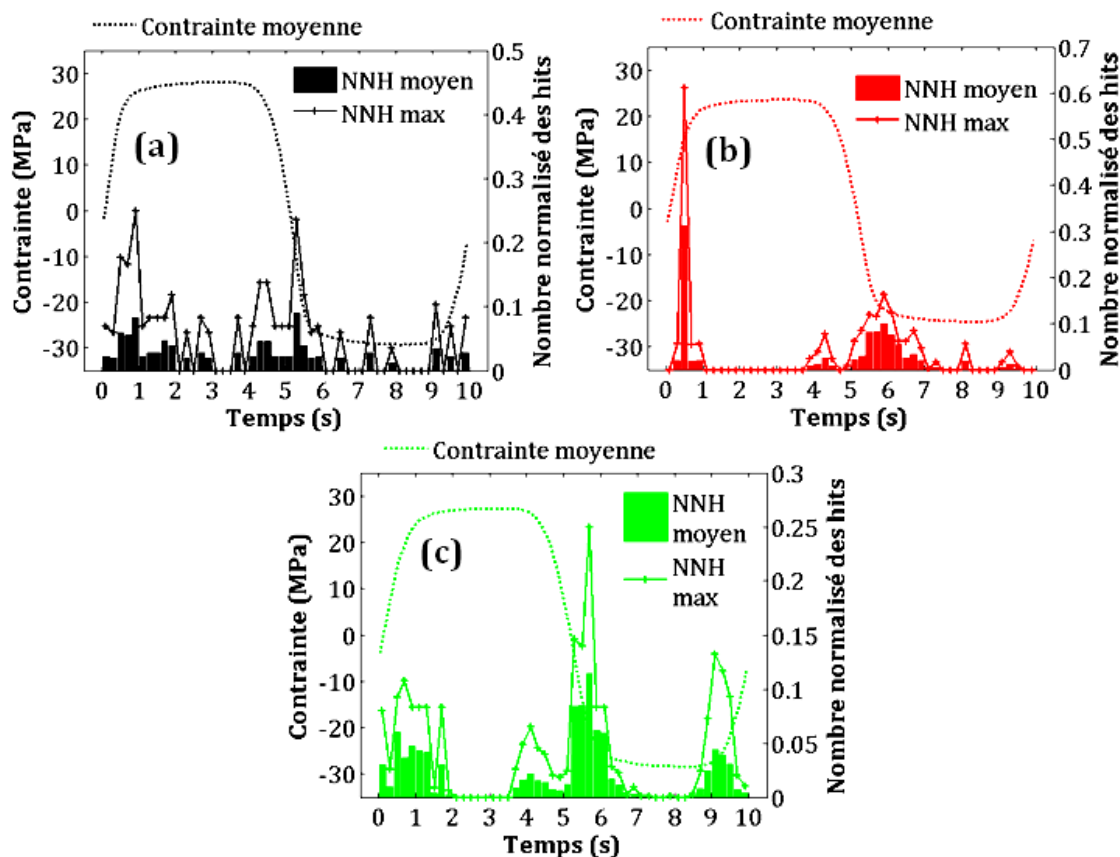 Contrainte moyenne
(a)
NNH moyen
NNH max
Contrainte (MPa)
30
20
10
0
-10
-20
-30
0 1 2 3 4 5 6 7 8 9 10
Temps (s)
0.5
0.4
0.3
0.2
0.1
0
Nombre normalisé des hits
Contrainte moyenne
(b)
NNH moyen
NNH max
Contrainte (MPa)
30
20
10
0
-10
-20
-30
0 1 2 3 4 5 6 7 8 9 10
Temps (s)
0.7
0.6
0.5
0.4
0.3
0.2
0.1
0
Nombre normalisé des hits
Contrainte moyenne
(c)
NNH
moyen
NNH
max
Contrainte (MPa)
30
20
10
0
-10
-20
-30
0 1 2 3 4 5 6 7 8 9 10
Temps (s)
0.3
0.25
0.2
0.15
0.1
0.05
0
Nombre normalisé des hits